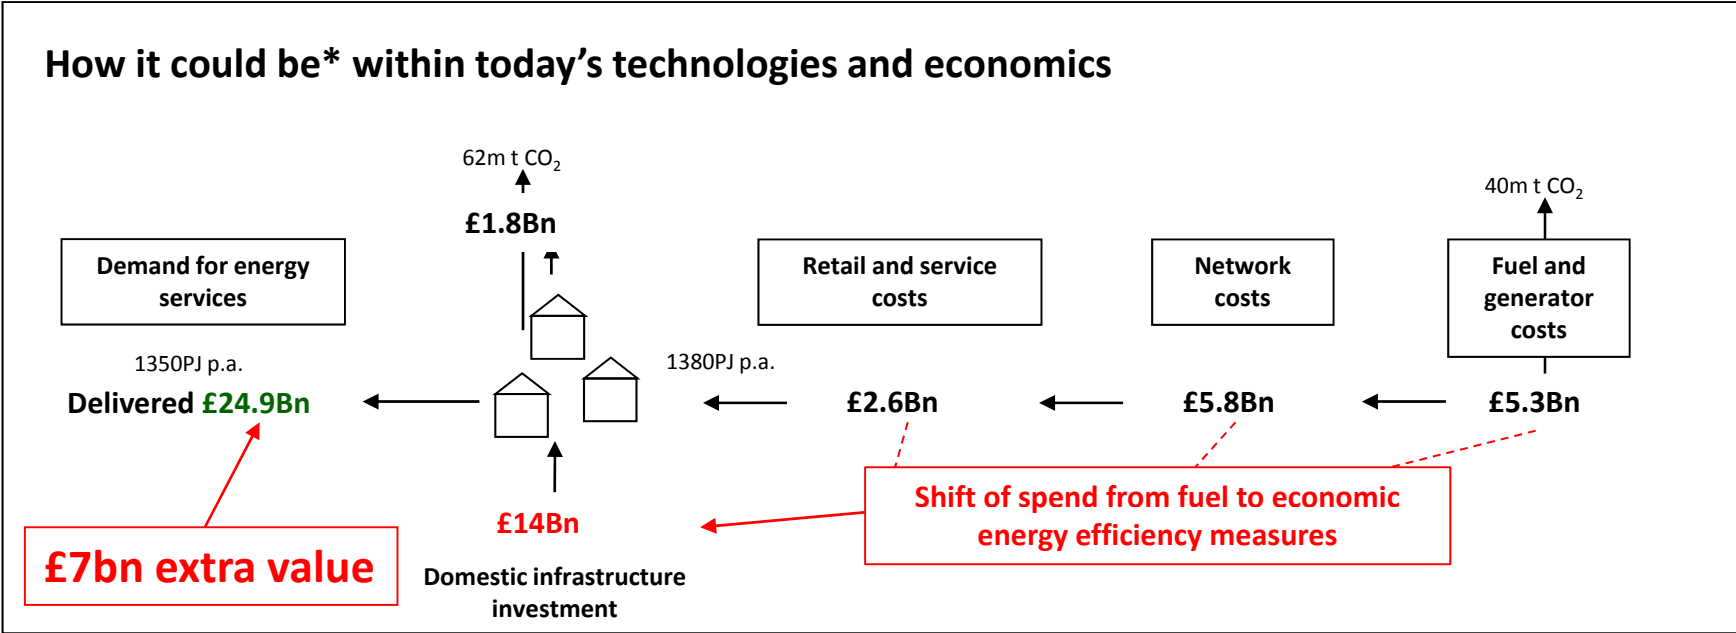 How it could be* within today's technologies and economics
62m t CO₂
£1.8Bn
40m t CO₂
Demand for energy
services
Retail and service
costs
Network
costs
Fuel and
generator
costs
1350PJ p.a.
Delivered £24.9Bn
1380PJ p.a.
£2.6Bn
£5.8Bn
£5.3Bn
£14Bn
Shift of spend from fuel to economic
energy efficiency measures
£7bn extra value
Domestic infrastructure
investment